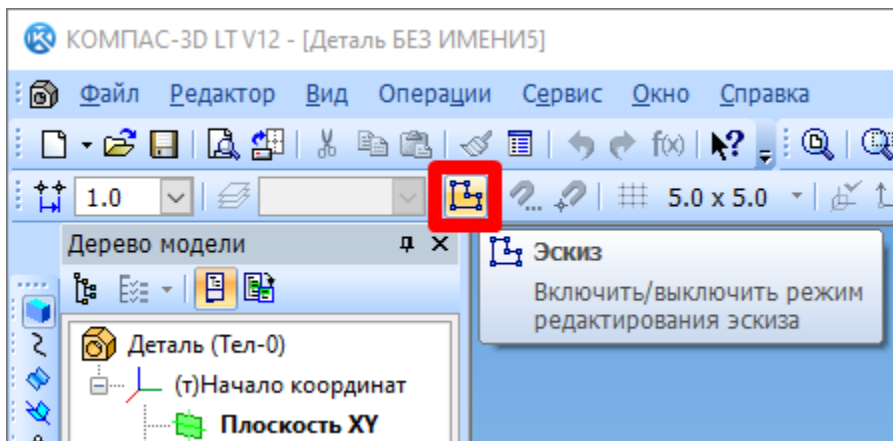 КОМПАС-3D LT V12 - [Деталь БЕЗ ИМЕНИ5]
Файл Редактор Вид Операции Сервис Окно Справка
f(x) ?
1.0 5.0 x 5.0
Дерево модели
Эскиз
Включить/выключить режим
редактирования эскиза
Деталь (Тел-0)
(т)Начало координат
Плоскость XY